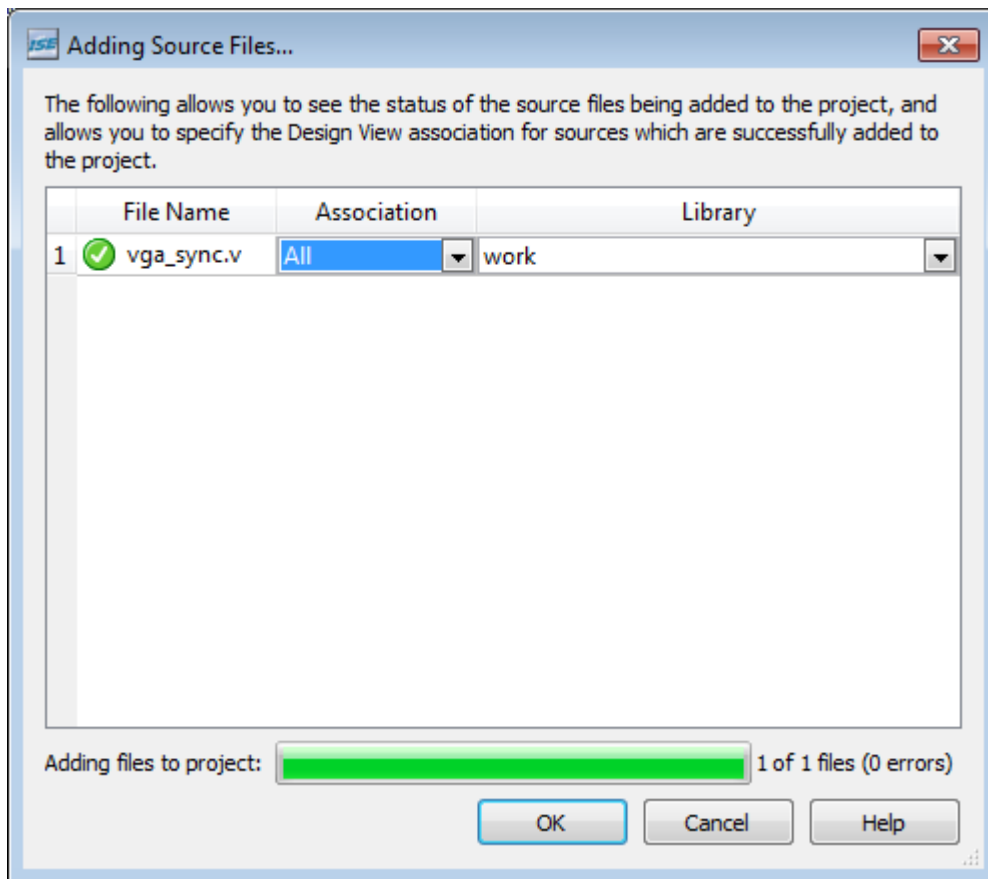 ISE Adding Source Files...
The following allows you to see the status of the source files being added to the project, and
allows you to specify the Design View association for sources which are successfully added to
the project.
File Name Association Library
1 vga_sync.v All work
Adding files to project: 1 of 1 files (0 errors)
OK Cancel Help